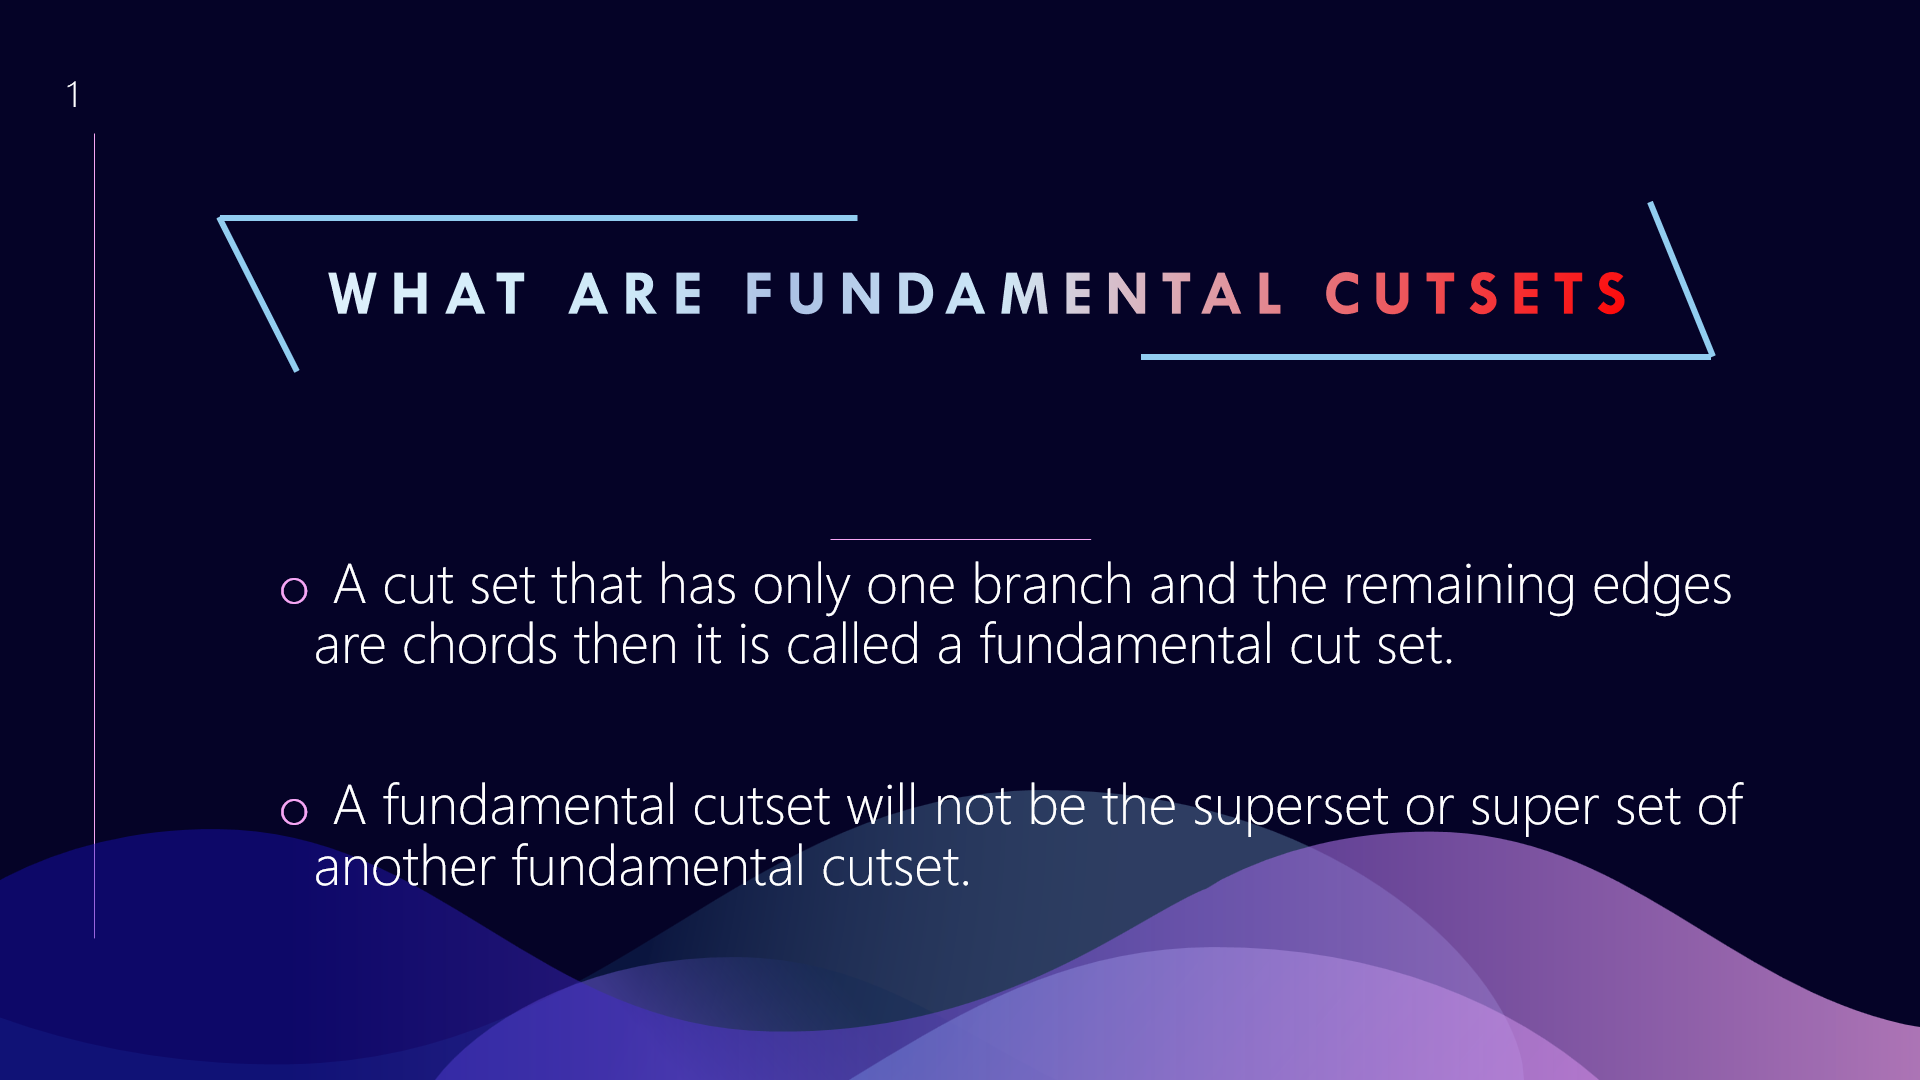 1
WHAT ARE FUNDAMENTAL CUTSETS
o A cut set that has only one branch and the remaining edges
are chords then it is called a fundamental cut set.
o A fundamental cutset will not be the superset or super set of
another fundamental cutset.